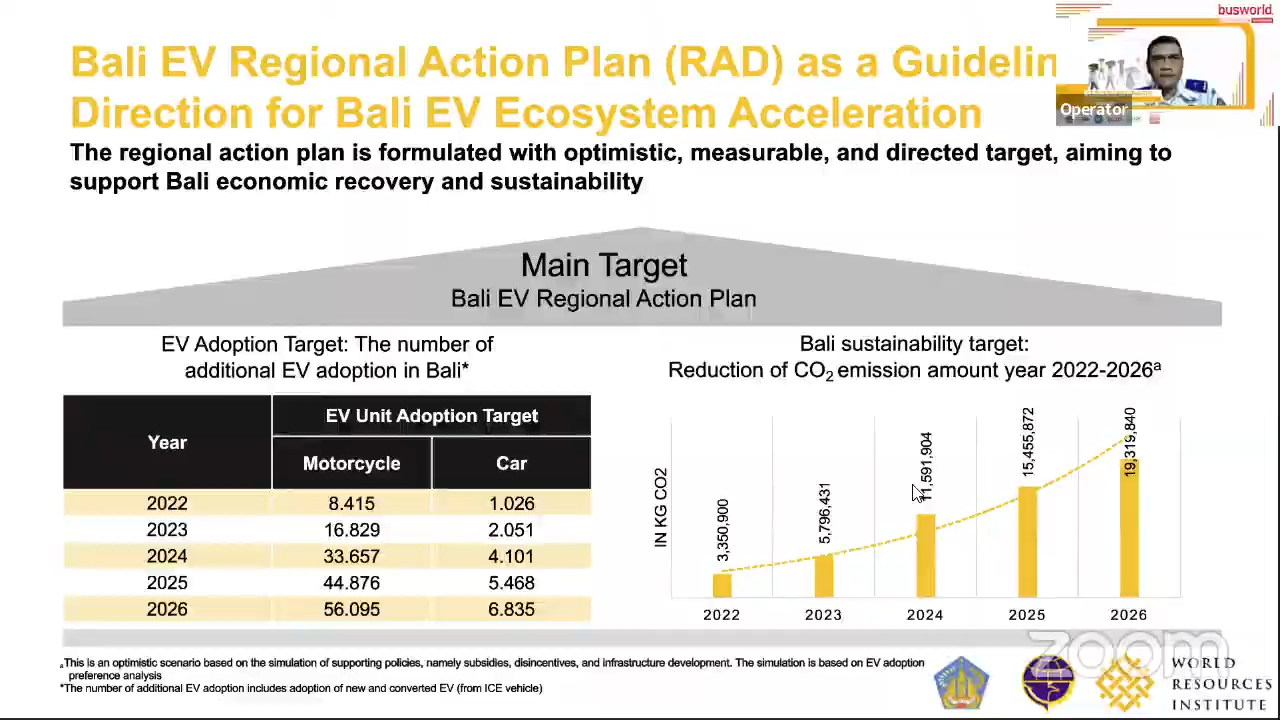 busworld.
Bali EV Regional Action Plan (RAD) as a Guidelin
Operator
Direction for Bali EV Ecosystem Acceleration
The regional action plan is formulated with optimistic, measurable, and directed target, aiming to
support Bali economic recovery and sustainability
Main Target
Bali EV Regional Action Plan
EV Adoption Target: The number of
additional EV adoption in Bali*
Year EV Unit Adoption Target
Motorcycle Car
2022 8.415 1.026
2023 16.829 2.051
2024 33.657 4.101
2025 44.876 5.468
2026 56.095 6.835
Bali sustainability target:
Reduction of CO2 emission amount year 2022-2026a
IN KG CO2
3,350,900
5,796,431
11,591,904
15,455,872
19,319,840
2022 2023 2024 2025 2026
aThis is an optimistic scenario based on the simulation of supporting policies, namely subsidies, disincentives, and infrastructure development. The simulation is based on EV adoption
preference analysis
*The number of additional EV adoption includes adoption of new and converted EV (from ICE vehicle)
zoom
WORLD
RESOURCES
INSTITUTE